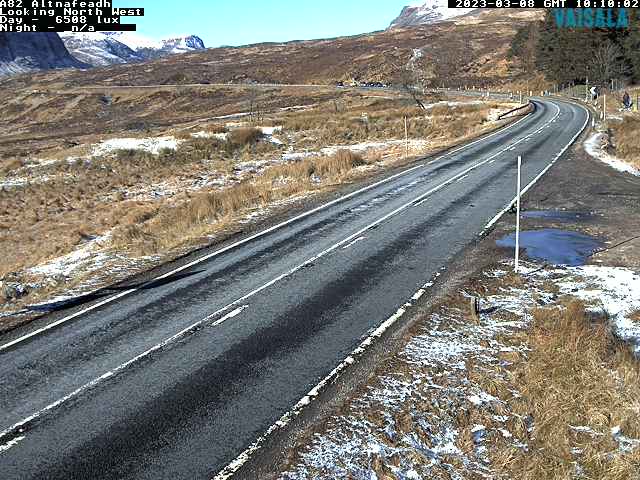 A82 Altnafeadh
Looking North West
Day - 6508 lux
Night - n/a
2023-03-08 GMT 10:10:02
VAISALA